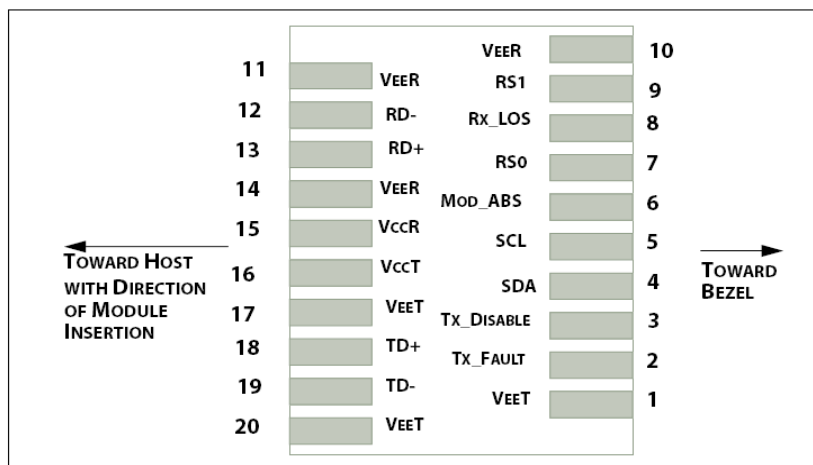 VEER 10
11 VEER
RS1 9
12 RD-
Rx_LOS 8
13 RD+
RS0 7
14 VEER
MOD_ABS 6
15 VCCR
SCL 5
16 VCCT
SDA 4
17 VEET
TX_DISABLE 3
18 TD+
TX_FAULT 2
19 TD-
VEET 1
20 VEET
TOWARD HOST
WITH DIRECTION
OF MODULE
INSERTION
TOWARD
BEZEL